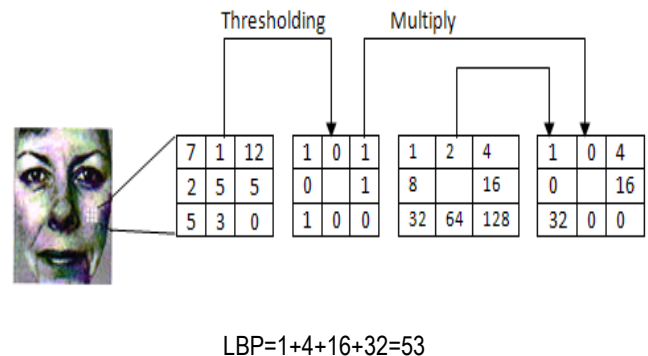 Thresholding Multiply
7 1 12 1 0 1 1 2 4 1 0 4
2 5 5 0 1 8 16 0 16
5 3 0 1 0 0 32 64 128 32 0 0
LBP=1+4+16+32=53